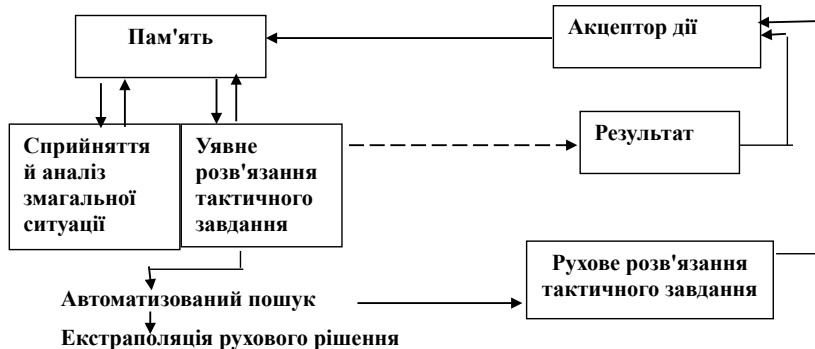 Пам'ять
Акцептор дії
Сприйняття
й аналіз
змагальної
ситуації
Уявне
розв'язання
тактичного
завдання
Результат
Рухове розв'язання
тактичного завдання
Автоматизований пошук
Екстраполяція рухового рішення